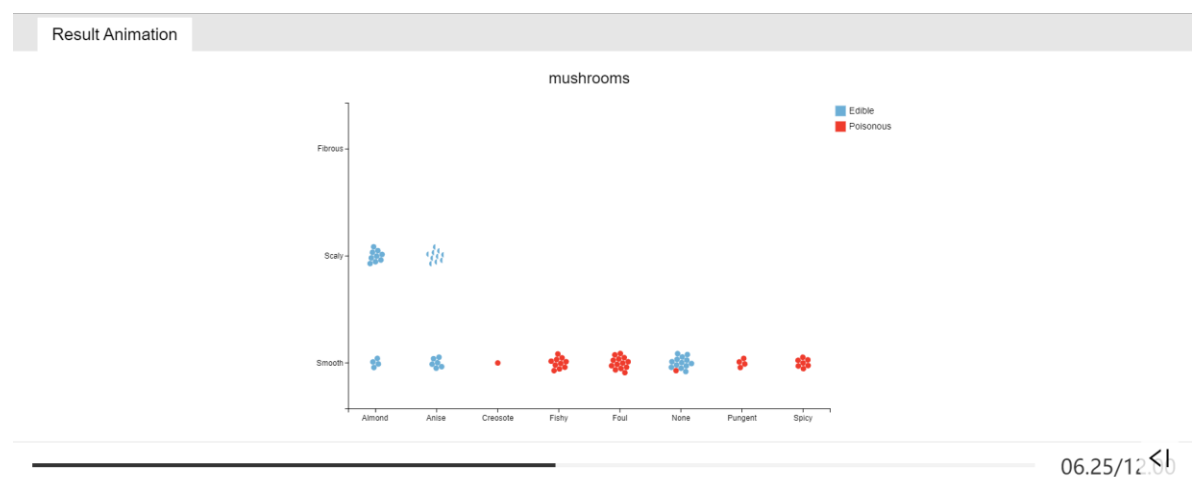 Result Animation
mushrooms
Edible
Poisonous
Fibrous
Scaly
Smooth
Almond Anise Creosote Fishy Foul None Pungent Spicy
06.25/12.00